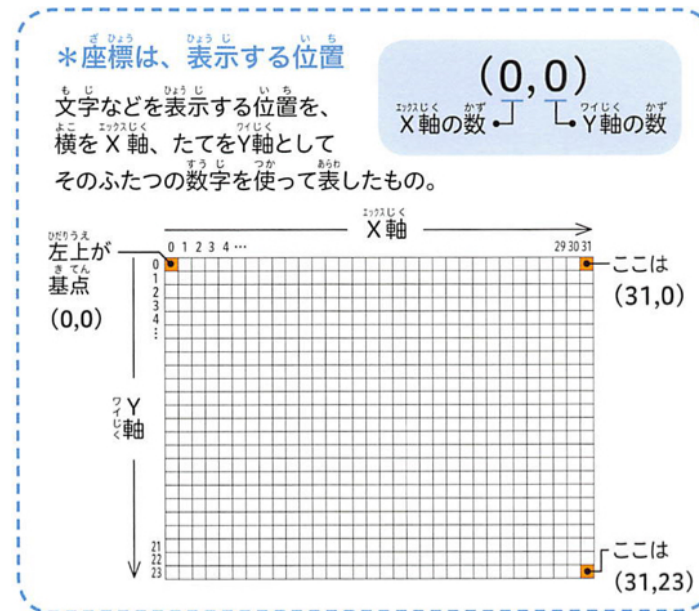 ＊座標は、表示する位置
文字などを表示する位置を、
横をX軸、たてをY軸として
そのふたつの数字を使って表したもの。
(0,0)
X軸の数
Y軸の数
X軸
0 1 2 3 4 …
29 30 31
左上が
基点
(0,0)
0
1
2
3
4
⋮
Y軸
21
22
23
ここは
(31,0)
ここは
(31,23)